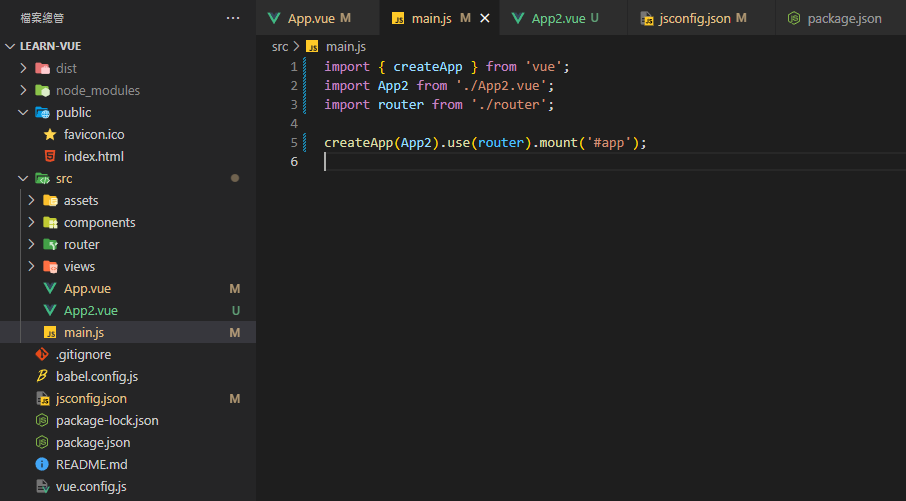 檔案總管 ...
LEARN-VUE
dist
node_modules
public
favicon.ico
index.html
src
assets
components
router
views
App.vue M
App2.vue U
main.js M
.gitignore
babel.config.js
jsconfig.json M
package-lock.json
package.json
README.md
vue.config.js
App.vue M main.js M App2.vue U jsconfig.json M package.json
src > JS main.js
1 import { createApp } from 'vue';
2 import App2 from './App2.vue';
3 import router from './router';
4
5 createApp(App2).use(router).mount('#app');
6